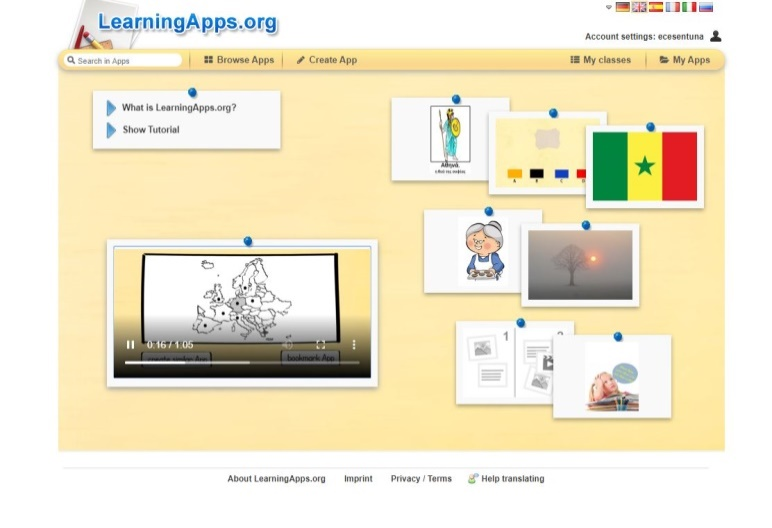 LearningApps.org
Account settings: ecesentuna
Search in Apps
Browse Apps
Create App
My classes
My Apps
What is LearningApps.org?
Show Tutorial
Αθηνά,
A B C D
0:16 / 1:05
create similar App
bookmark App
1
2
About LearningApps.org
Imprint
Privacy / Terms
Help translating